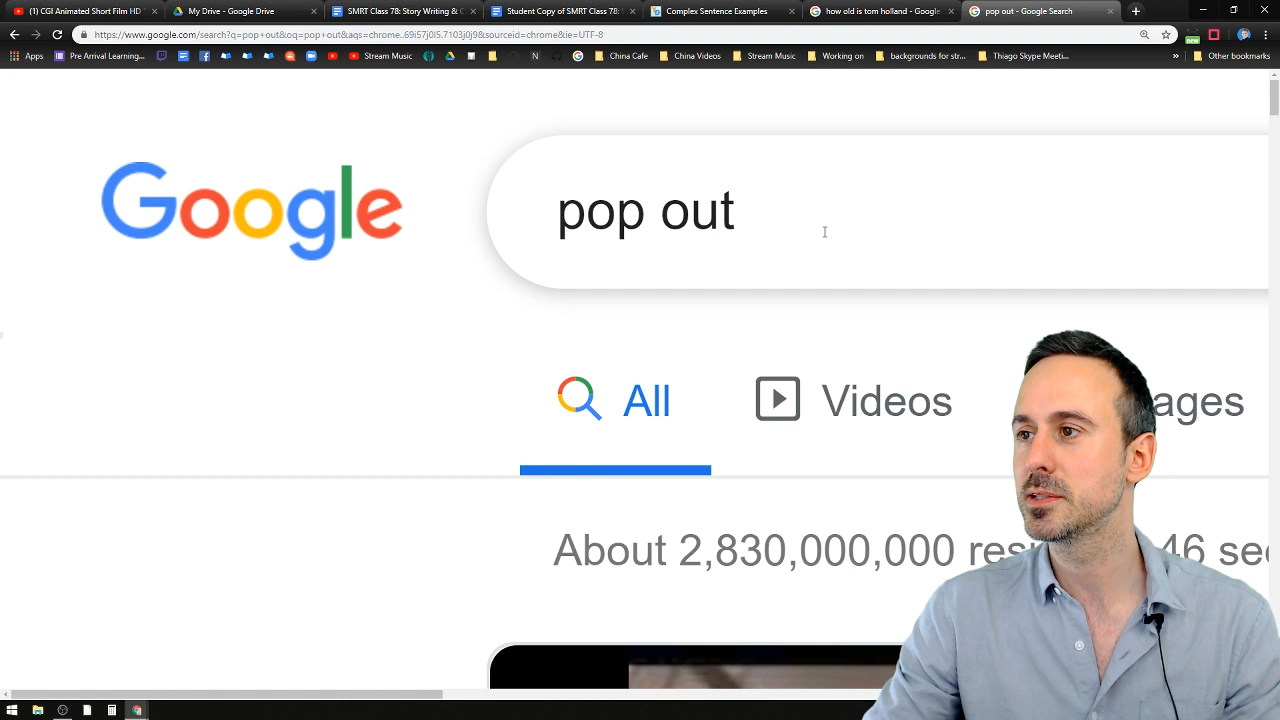 (1) CGI Animated Short Film HD
My Drive - Google Drive
SMRT Class 78: Story Writing & C
Student Copy of SMRT Class 78: S
Complex Sentence Examples
how old is tom holland - Google
pop out - Google Search
https://www.google.com/search?q=pop+out&oq=pop+out&aqs=chrome..69i57j0l5.7103j0j9&sourceid=chrome&ie=UTF-8
new
Apps
Pre Arrival Learning...
Stream Music
China Cafe
China Videos
Stream Music
Working on
backgrounds for str...
Thiago Skype Meeti...
»
Other bookmarks
Google
pop out
All
Videos
ages
About 2,830,000,000 res 46 sec